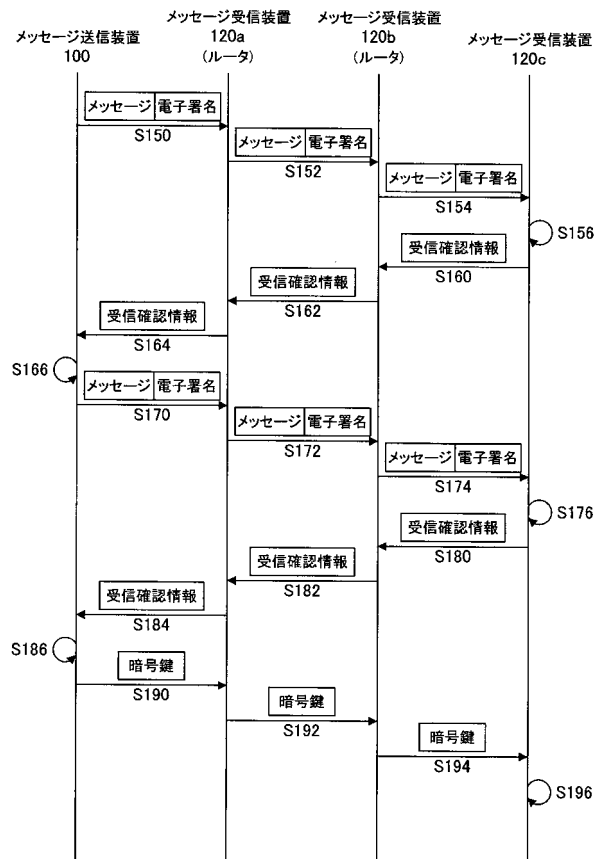 メッセージ送信装置
100
メッセージ受信装置
120a
(ルータ)
メッセージ受信装置
120b
(ルータ)
メッセージ受信装置
120c
メッセージ 電子署名
S150
メッセージ 電子署名
S152
メッセージ 電子署名
S154
S156
受信確認情報
S160
受信確認情報
S162
受信確認情報
S164
S166
メッセージ 電子署名
S170
メッセージ 電子署名
S172
メッセージ 電子署名
S174
S176
受信確認情報
S180
受信確認情報
S182
受信確認情報
S184
S186
暗号鍵
S190
暗号鍵
S192
暗号鍵
S194
S196